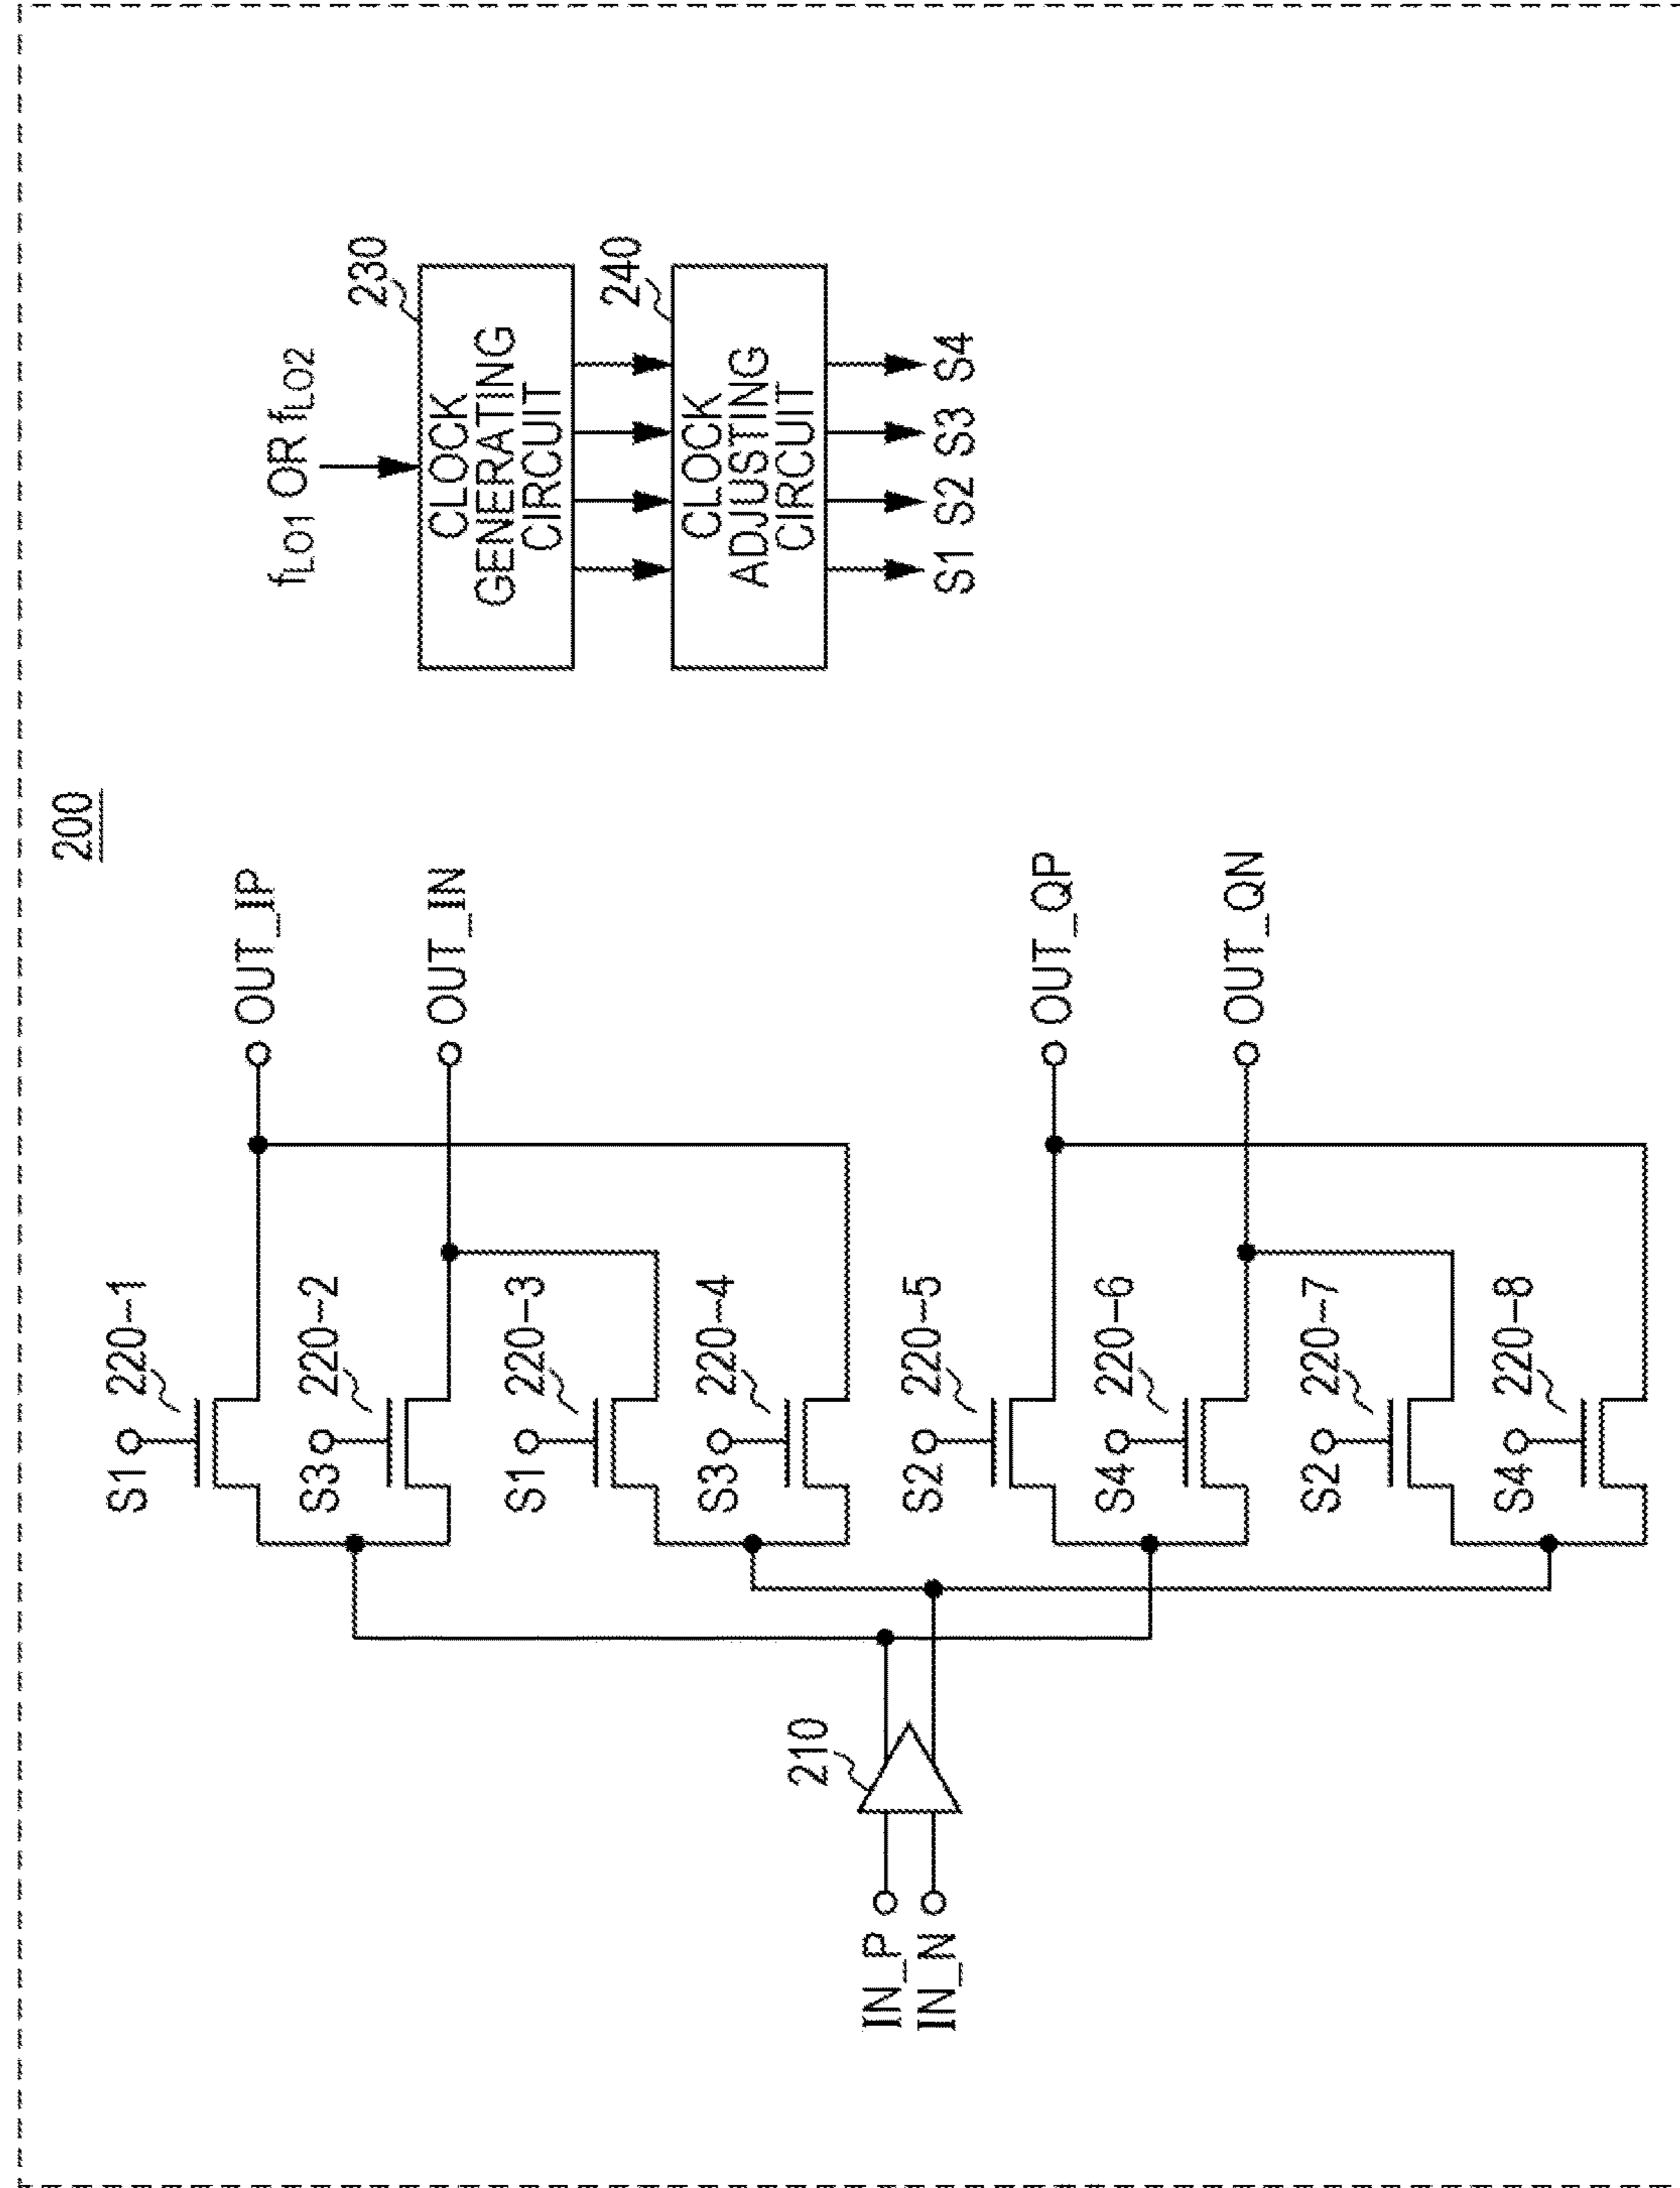 200
S1
220-1
OUT_IP
S3
220-2
OUT_IN
S1
220-3
S3
220-4
S2
220-5
OUT_QP
S4
220-6
OUT_QN
S2
220-7
S4
220-8
210
IN_P
IN_N
fLO1 OR fLO2
230
CLOCK
GENERATING
CIRCUIT
240
CLOCK
ADJUSTING
CIRCUIT
S1 S2 S3 S4